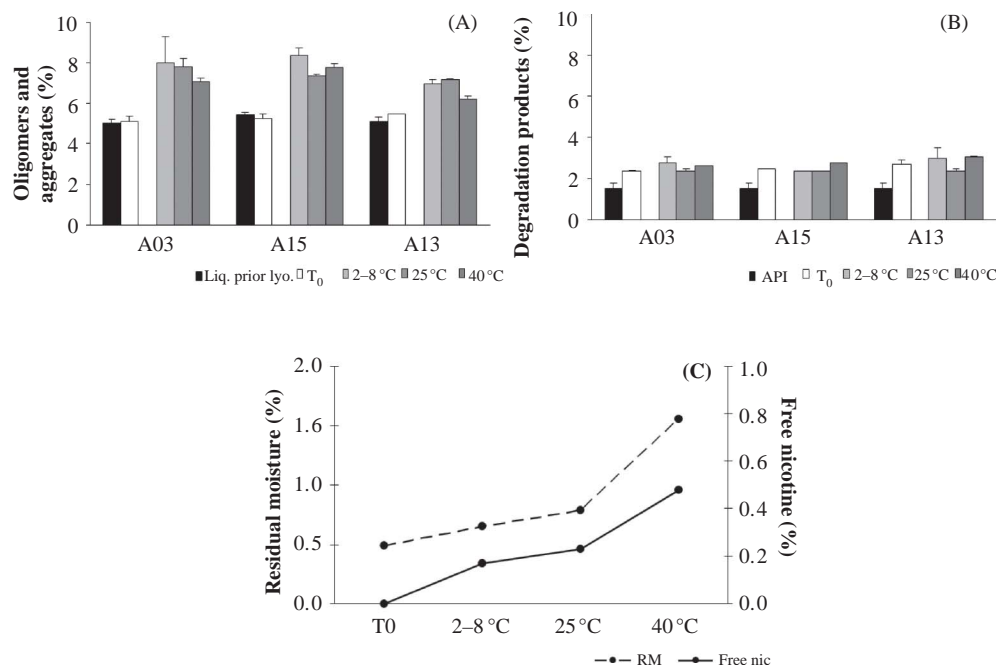 (A)
Oligomers and
aggregates (%)
10
8
6
4
2
0
A03 A15 A13
Liq. prior lyo. T0 2–8 °C 25 °C 40 °C
(B)
Degradation products (%)
10
8
6
4
2
0
A03 A15 A13
API T0 2–8 °C 25°C 40°C
(C)
Residual moisture (%)
2.0
1.6
1.0
0.5
0.0
Free nicotine (%)
1.0
0.8
0.6
0.4
0.2
0.0
T0 2–8 °C 25 °C 40 °C
RM Free nic